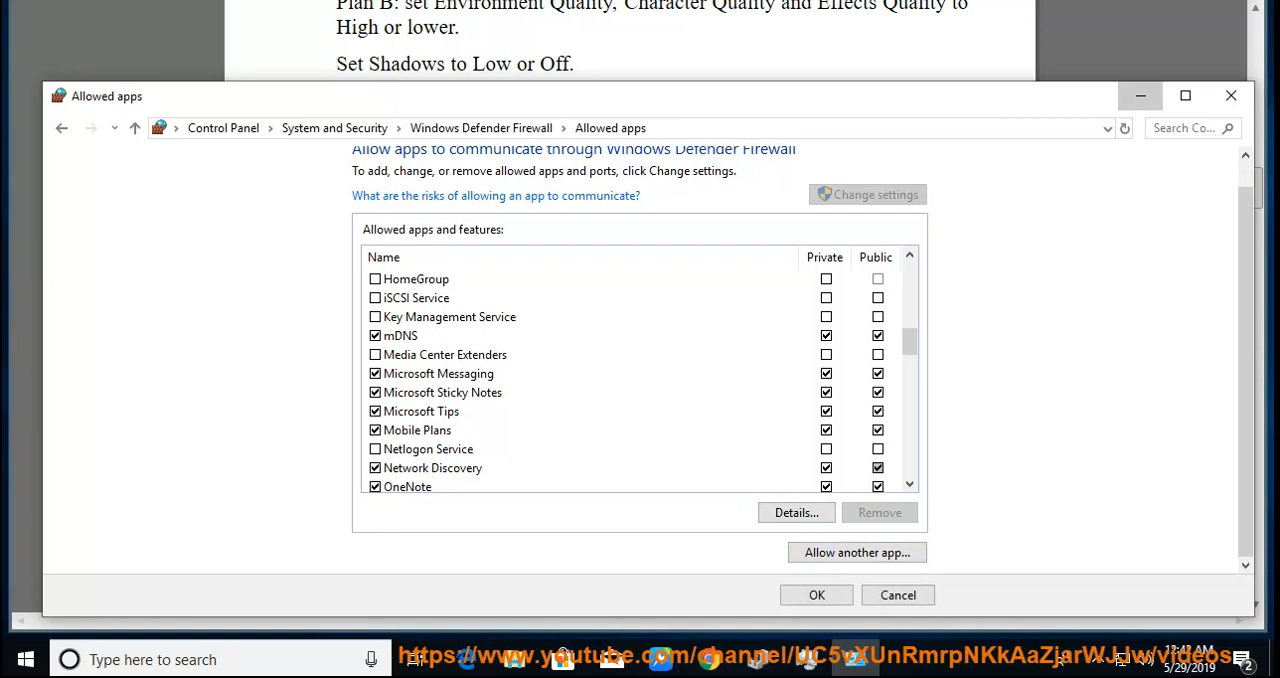 Plan B: set Environment Quality, Character Quality and Effects Quality to
High or lower.
Set Shadows to Low or Off.
Allowed apps
Control Panel > System and Security > Windows Defender Firewall > Allowed apps
Search Co...
Allow apps to communicate through Windows Defender Firewall
To add, change, or remove allowed apps and ports, click Change settings.
What are the risks of allowing an app to communicate?
Change settings
Allowed apps and features:
Name Private Public
HomeGroup
iSCSI Service
Key Management Service
mDNS
Media Center Extenders
Microsoft Messaging
Microsoft Sticky Notes
Microsoft Tips
Mobile Plans
Netlogon Service
Network Discovery
OneNote
Details... Remove
Allow another app...
OK Cancel
Type here to search
12:42 AM
5/29/2019
2